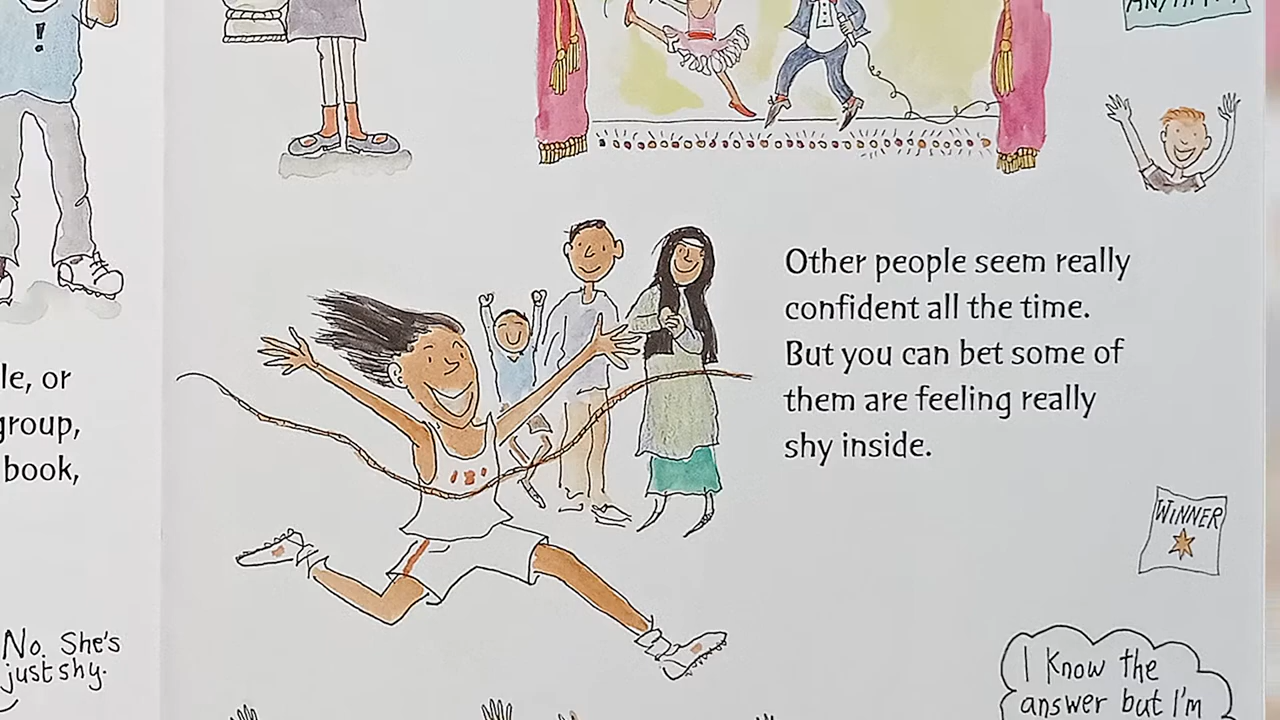 !
le, or
group,
book,
No. She's
just shy.
Other people seem really
confident all the time.
But you can bet some of
them are feeling really
shy inside.
WINNER
I know the
answer but I'm